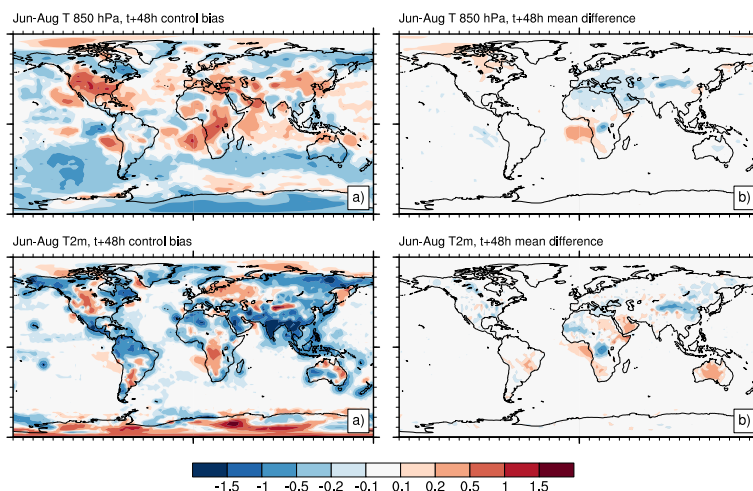 Jun-Aug T 850 hPa, t+48h control bias
Jun-Aug T 850 hPa, t+48h mean difference
a)
b)
Jun-Aug T2m, t+48h control bias
Jun-Aug T2m, t+48h mean difference
a)
b)
-1.5 -1 -0.5 -0.2 -0.1 0.1 0.2 0.5 1 1.5